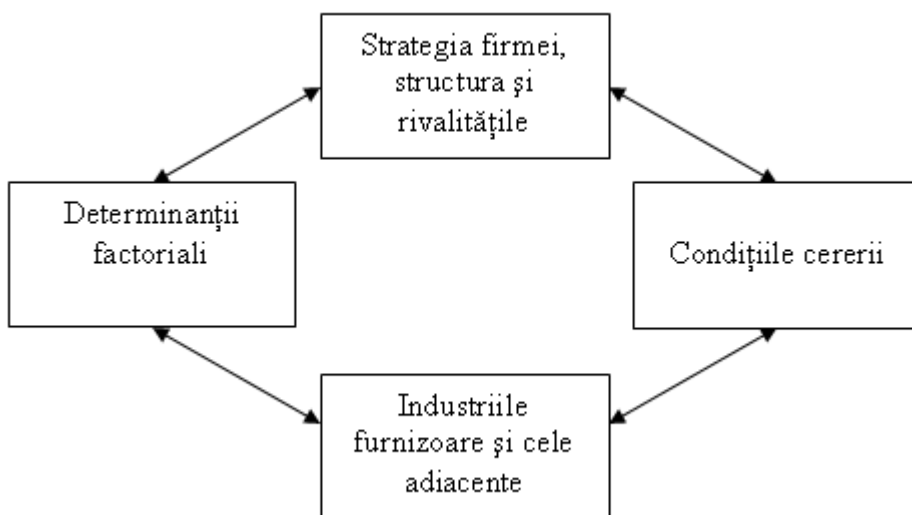 Strategia firmei,
structura şi
rivalităţile
Determinanţii
factoriali
Condiţiile cererii
Industriile
furnizoare şi cele
adiacente